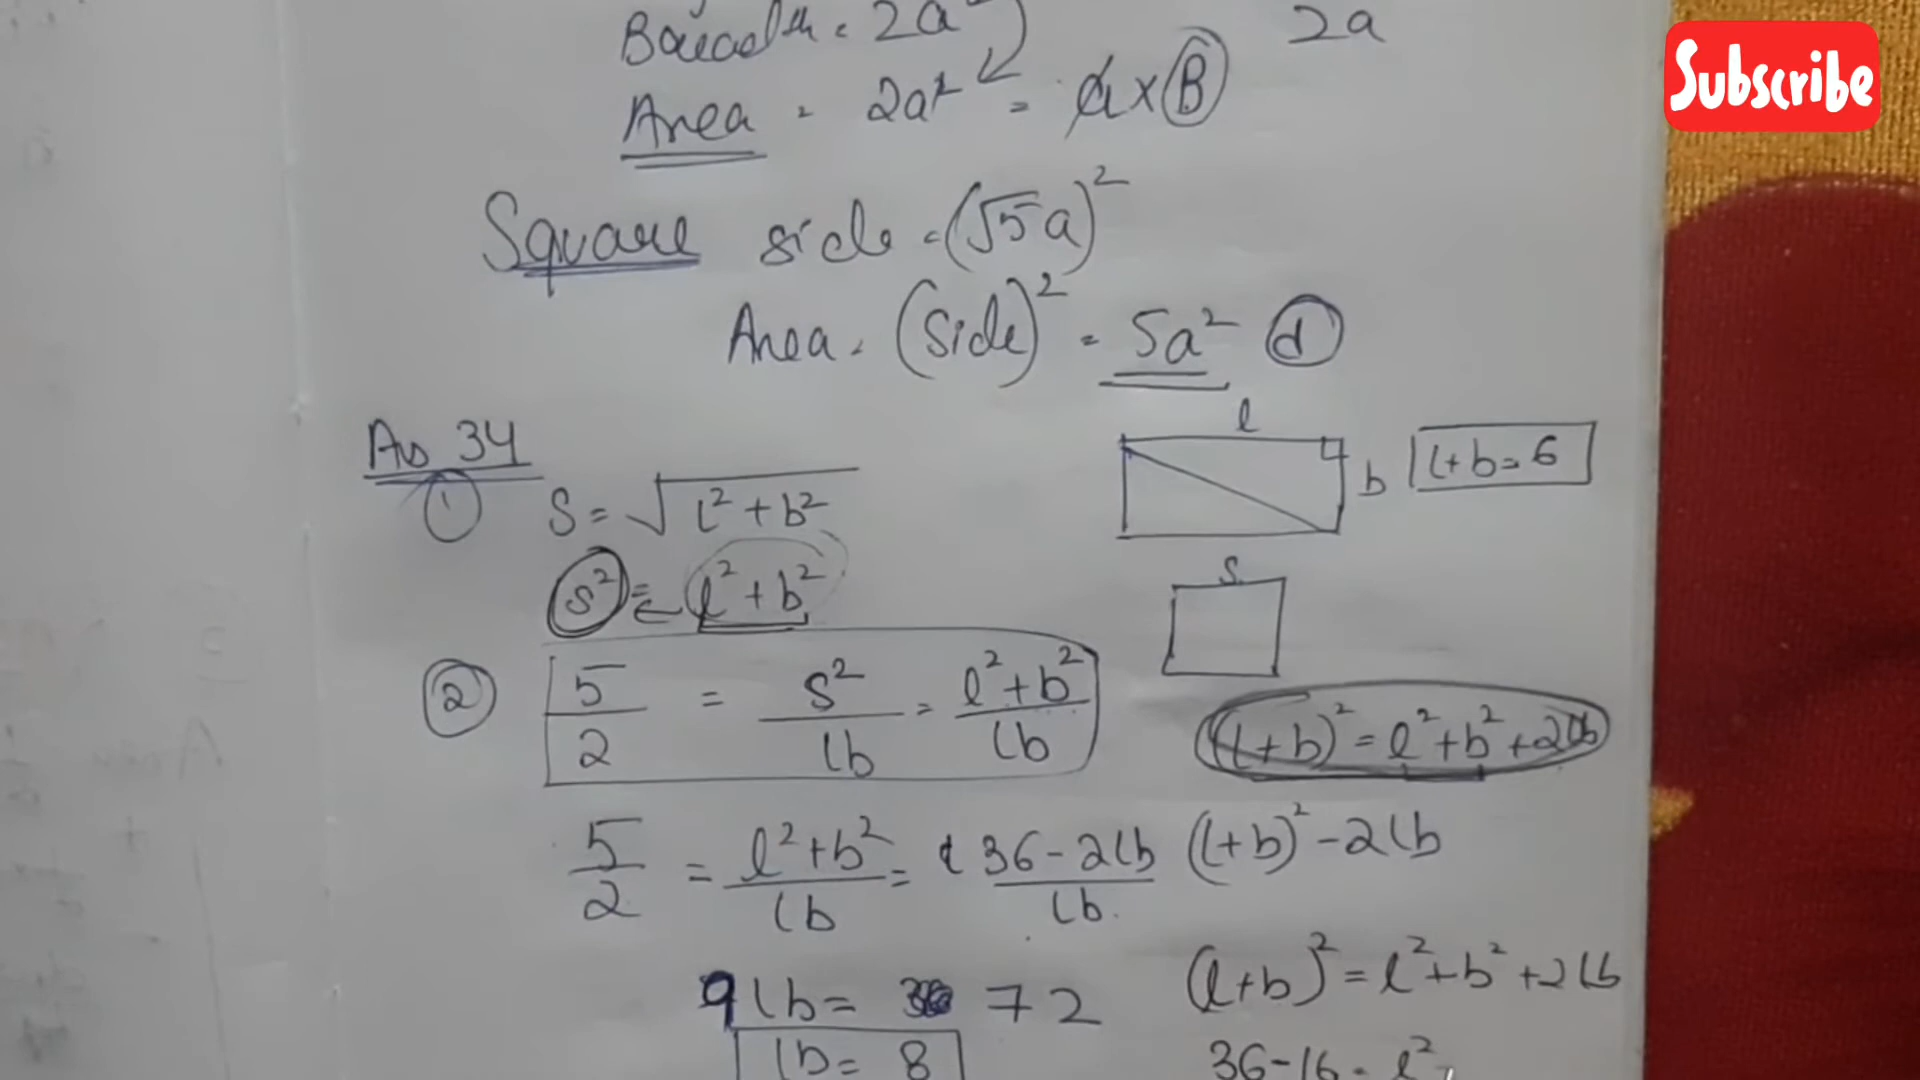 Breadth = 2a
2a
Subscribe
Area = 2a² = a × B
Square side = (√5a)²
Area = (Side)² = 5a² (d)
l
As 34
b
l+b=6
① S = √l²+b²
S
S² = l²+b²
② 5/2 = S²/lb = l²+b²/lb
(l+b)² = l²+b²+2lb
5/2 = l²+b²/lb = 36-2lb/lb
(l+b)²-2lb
(l+b)² = l²+b²+2lb
9lb = 72
lb = 8
36-16 = l²